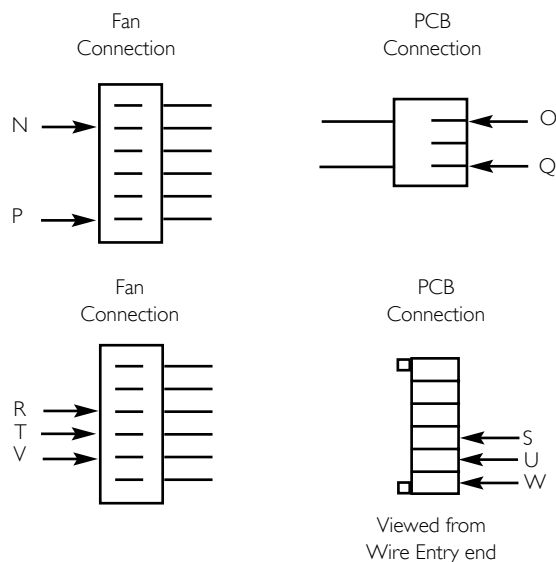 Fan
Connection
PCB
Connection
N
O
Q
P
Fan
Connection
PCB
Connection
R
T
V
S
U
W
Viewed from
Wire Entry end